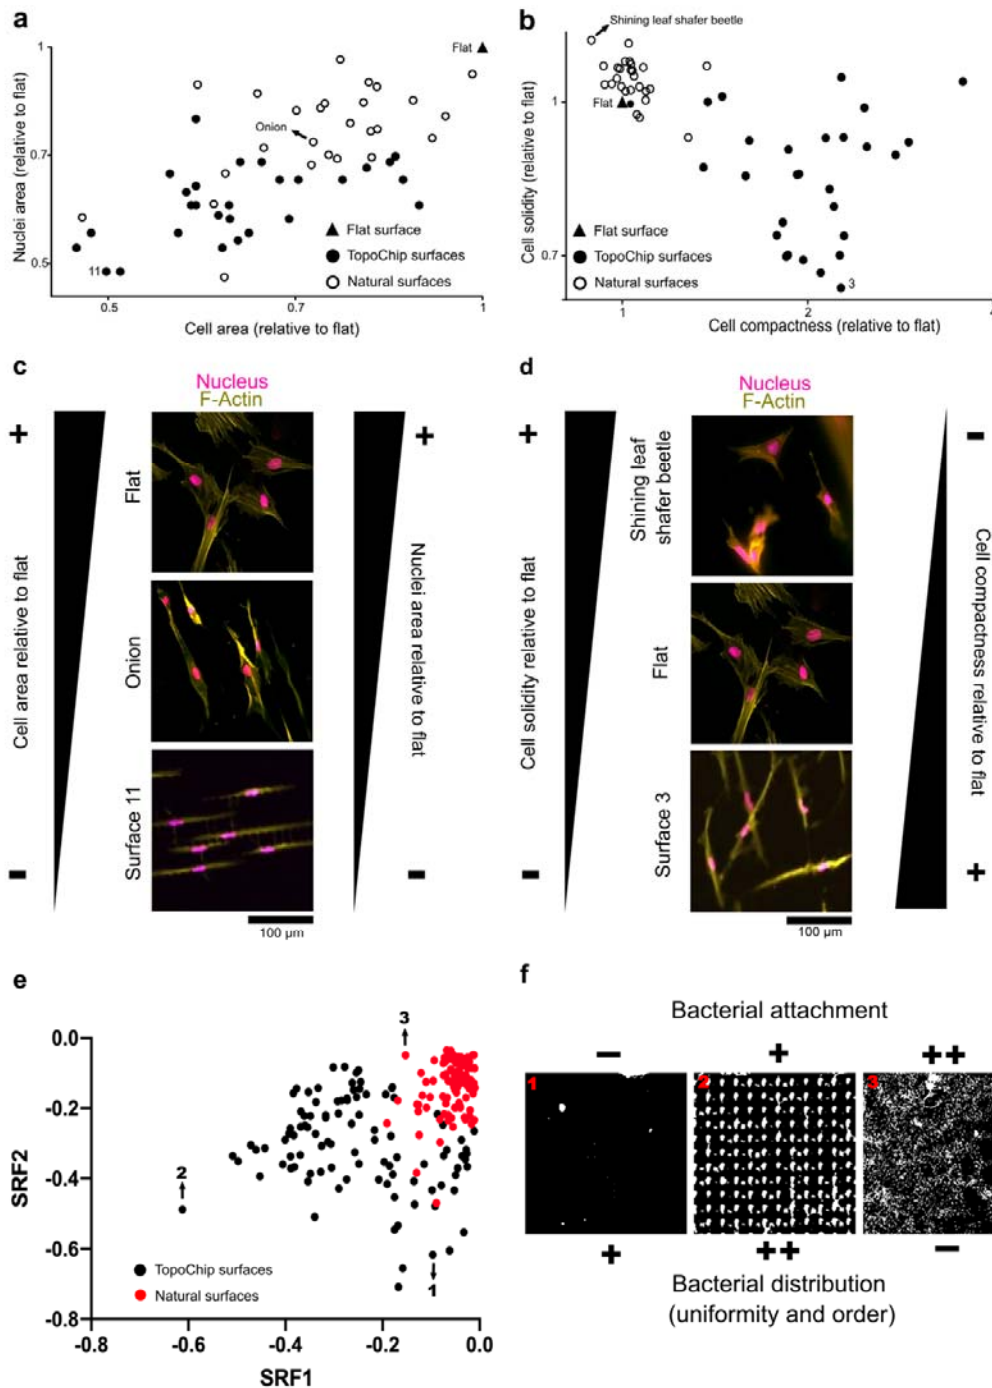 a
Nuclei area (relative to flat)
1
0.7
0.5
Flat
Onion
11
Flat surface
TopoChip surfaces
Natural surfaces
0.5
0.7
1
Cell area (relative to flat)
b
Cell solidity (relative to flat)
Shining leaf shafer beetle
1
0.7
Flat
3
Flat surface
TopoChip surfaces
Natural surfaces
1
2
4
Cell compactness (relative to flat)
c
Nucleus
F-Actin
+
+
Cell area relative to flat
Flat
Onion
Surface 11
Nuclei area relative to flat
-
-
100 µm
d
Nucleus
F-Actin
+
-
Cell solidity relative to flat
Shining leaf
shafer beetle
Flat
Surface 3
Cell compactness relative to flat
-
+
100 µm
e
SRF2
0.0
-0.2
-0.4
-0.6
-0.8
3
2
1
TopoChip surfaces
Natural surfaces
-0.8
-0.6
-0.4
-0.2
0.0
SRF1
f
Bacterial attachment
- + ++
1 2 3
+ ++ -
Bacterial distribution
(uniformity and order)